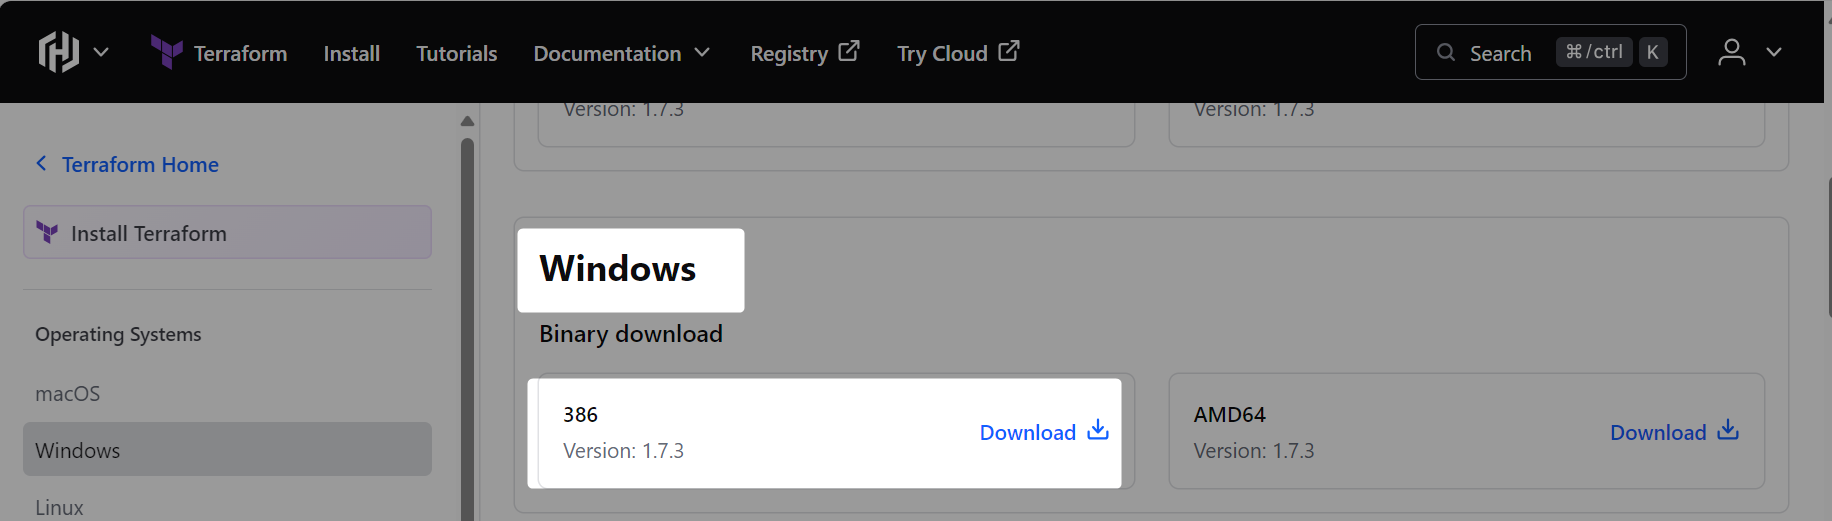 Terraform Install Tutorials Documentation Registry Try Cloud Search ⌘/ctrl K
Terraform Home
Install Terraform
Operating Systems
macOS
Windows
Linux
Version: 1.7.3 Version: 1.7.3
Windows
Binary download
386
Version: 1.7.3
Download
AMD64
Version: 1.7.3
Download